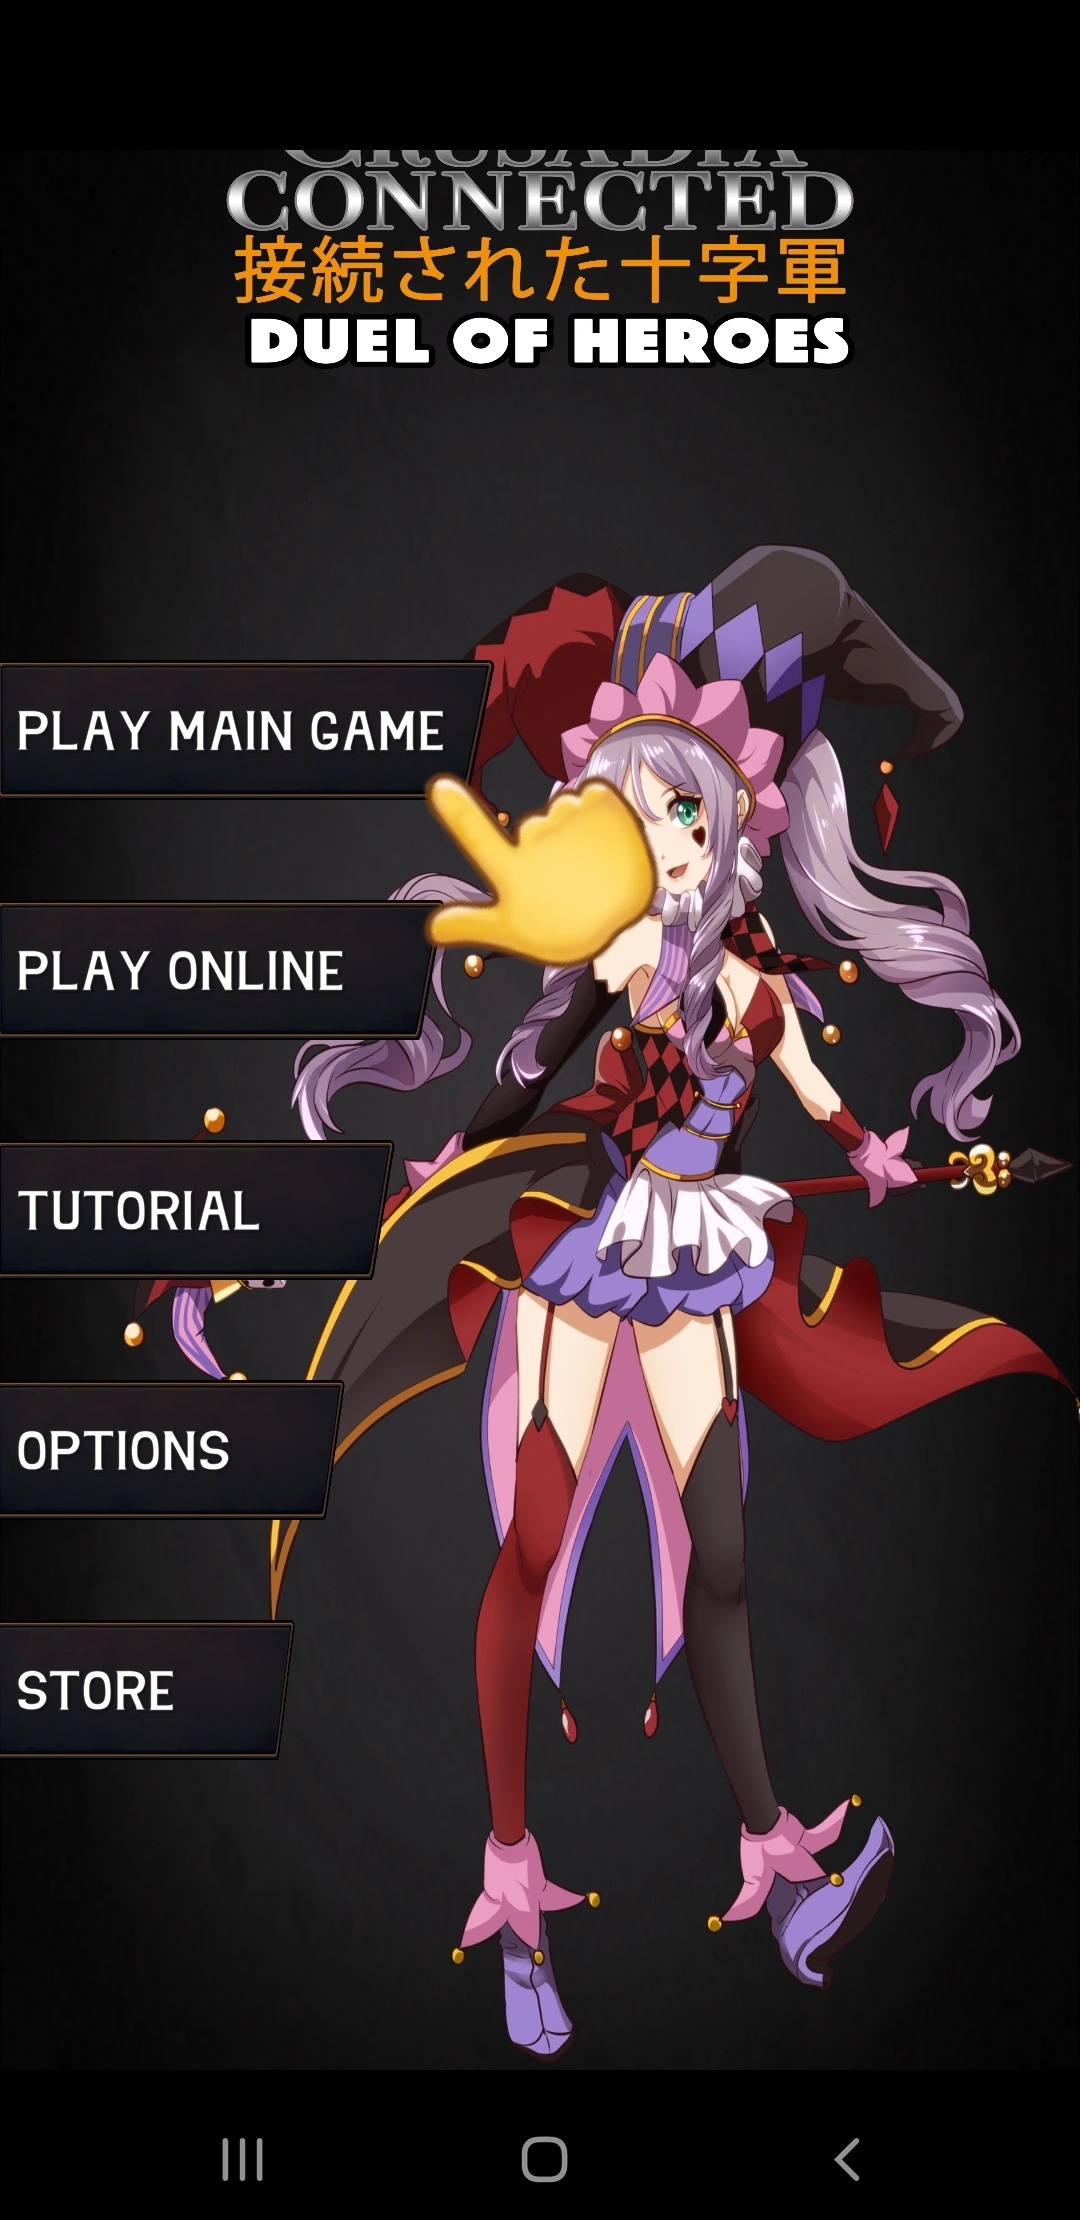 CRUSADIA
CONNECTED
接続された十字軍
DUEL OF HEROES
PLAY MAIN GAME
PLAY ONLINE
TUTORIAL
OPTIONS
STORE